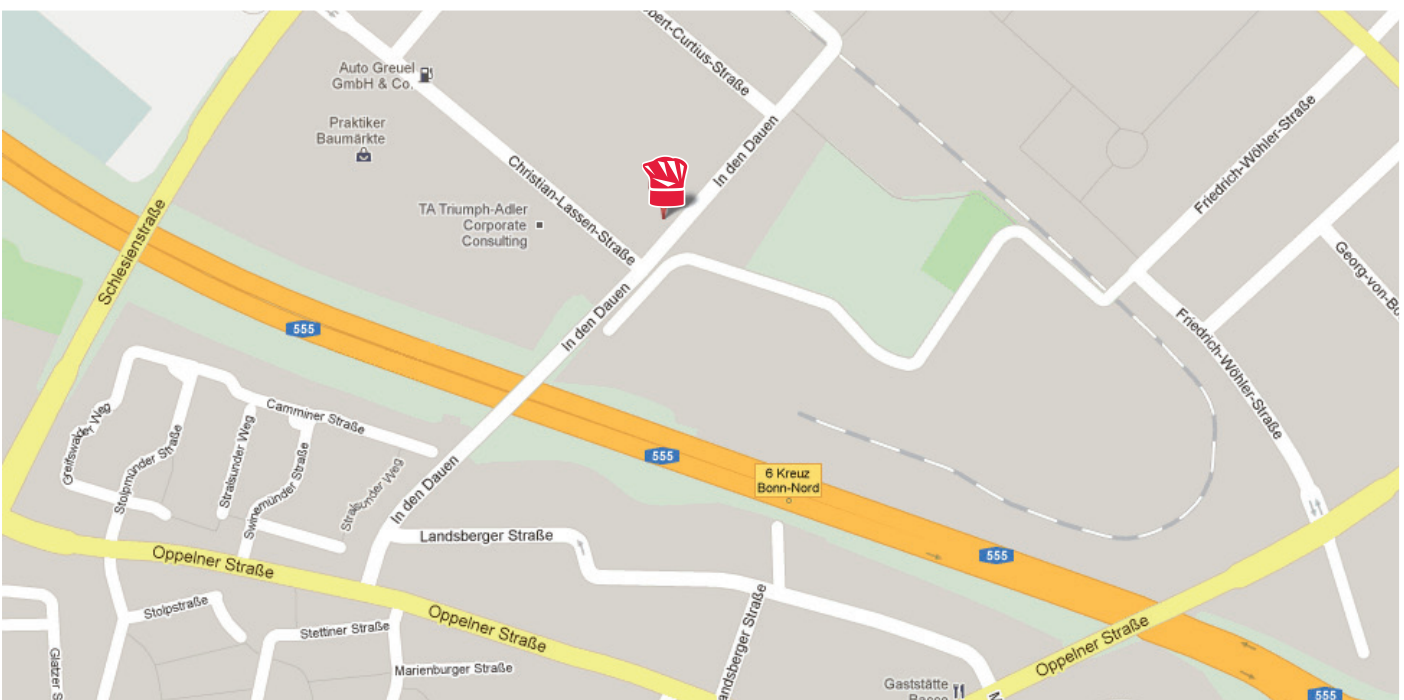 Auto Greuel
GmbH & Co.
Praktiker
Baumärkte
TA Triumph-Adler
Corporate
Consulting
Christian-Lassen-Straße
bert-Curtius-Straße
In den Dauen
In den Dauen
In den Dauen
Friedrich-Wöhler-Straße
Friedrich-Wöhler-Straße
Georg-von-Bo
Schlesienstraße
555
555
6 Kreuz
Bonn-Nord
555
555
Camminer Straße
Greifswalder Weg
Stolpmünder Straße
Stralsunder Weg
Swinemünder Straße
Stralsunder Weg
Landsberger Straße
Oppelner Straße
Oppelner Straße
Oppelner Straße
Stolpstraße
Stettiner Straße
Marienburger Straße
andsberger Straße
Glatzer S
Gaststätte